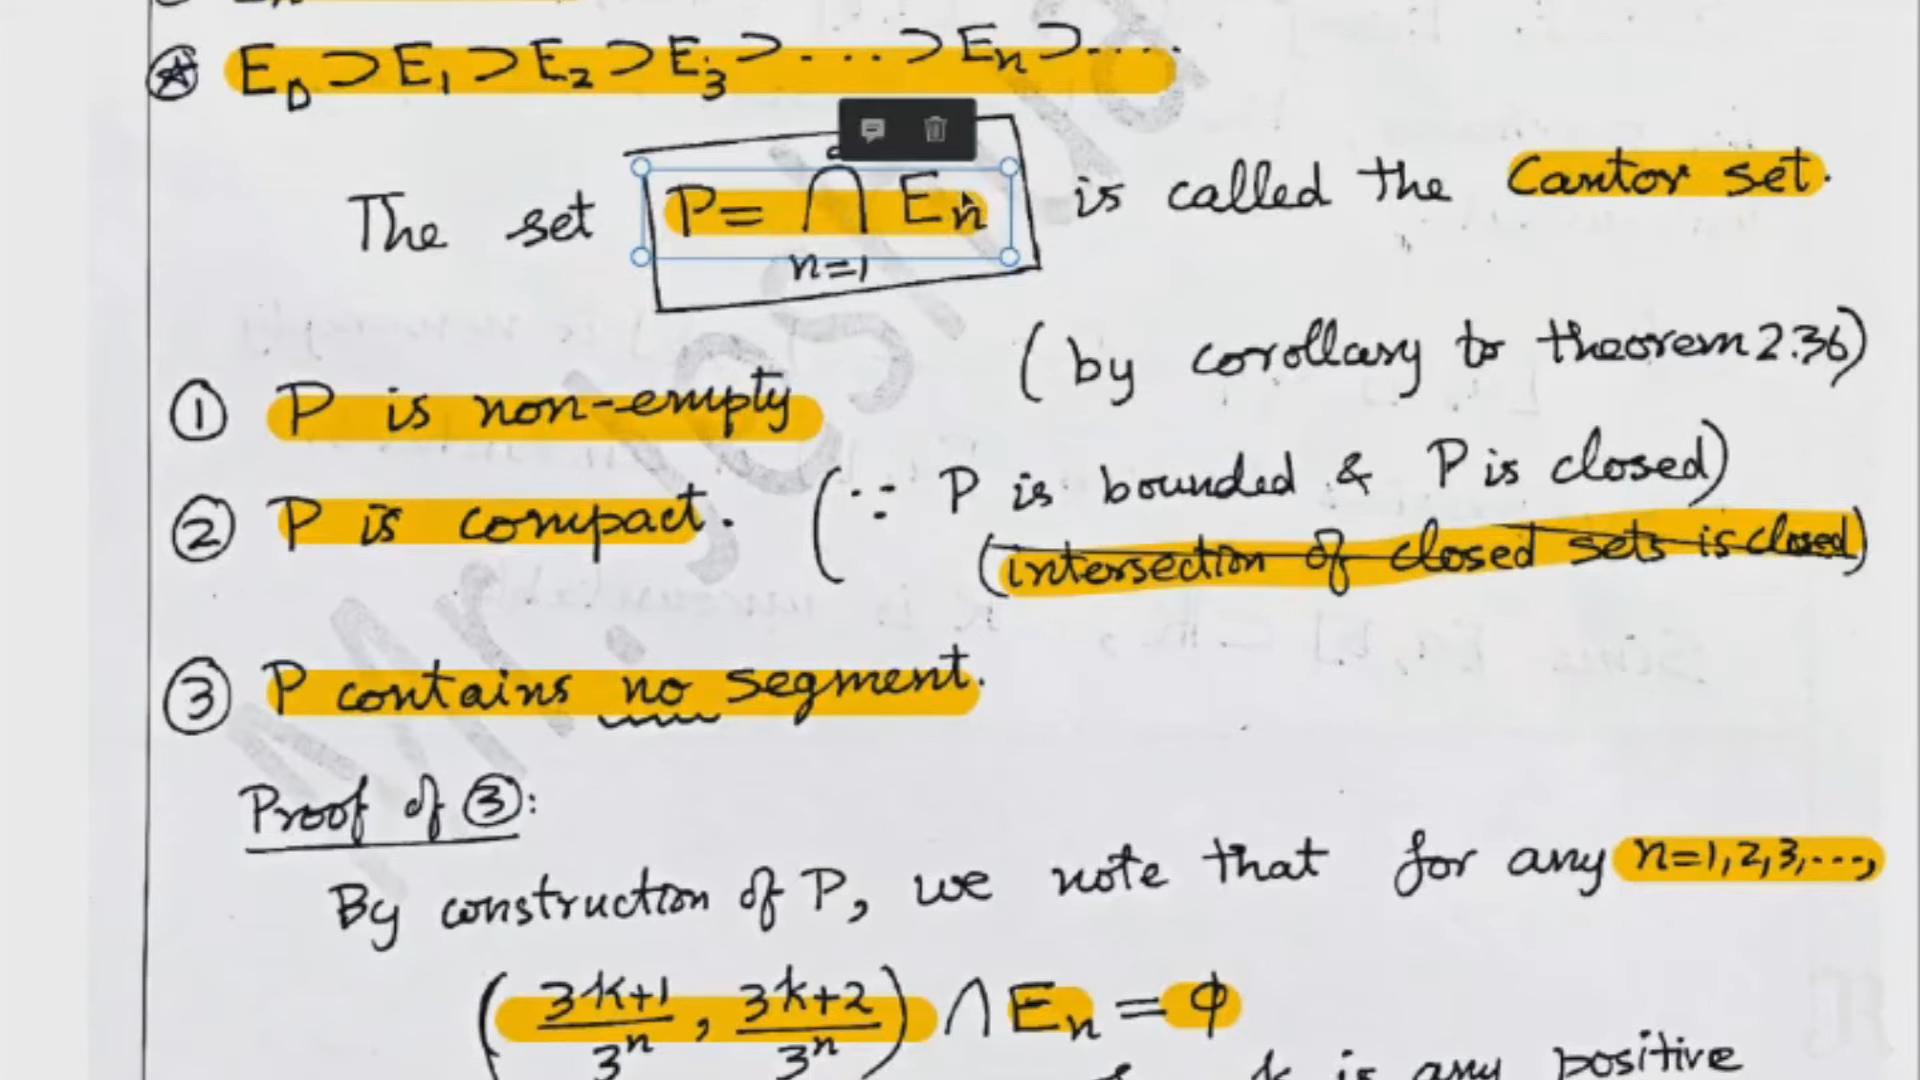 ⊛ E₀ ⊃ E₁ ⊃ E₂ ⊃ E₃ ⊃ .... ⊃ Eₙ ⊃ ....
The set P = ∩ Eₙ is called the Cantor set.
n=1
(by corollary to theorem 2.36)
① P is non-empty
② P is compact. (∵ P is bounded & P is closed)
(intersection of closed sets is closed)
③ P contains no segment.
Proof of ③:
By construction of P, we note that for any n=1,2,3,...,
(3k+1/3ⁿ, 3k+2/3ⁿ) ∩ Eₙ = φ
k is any positive